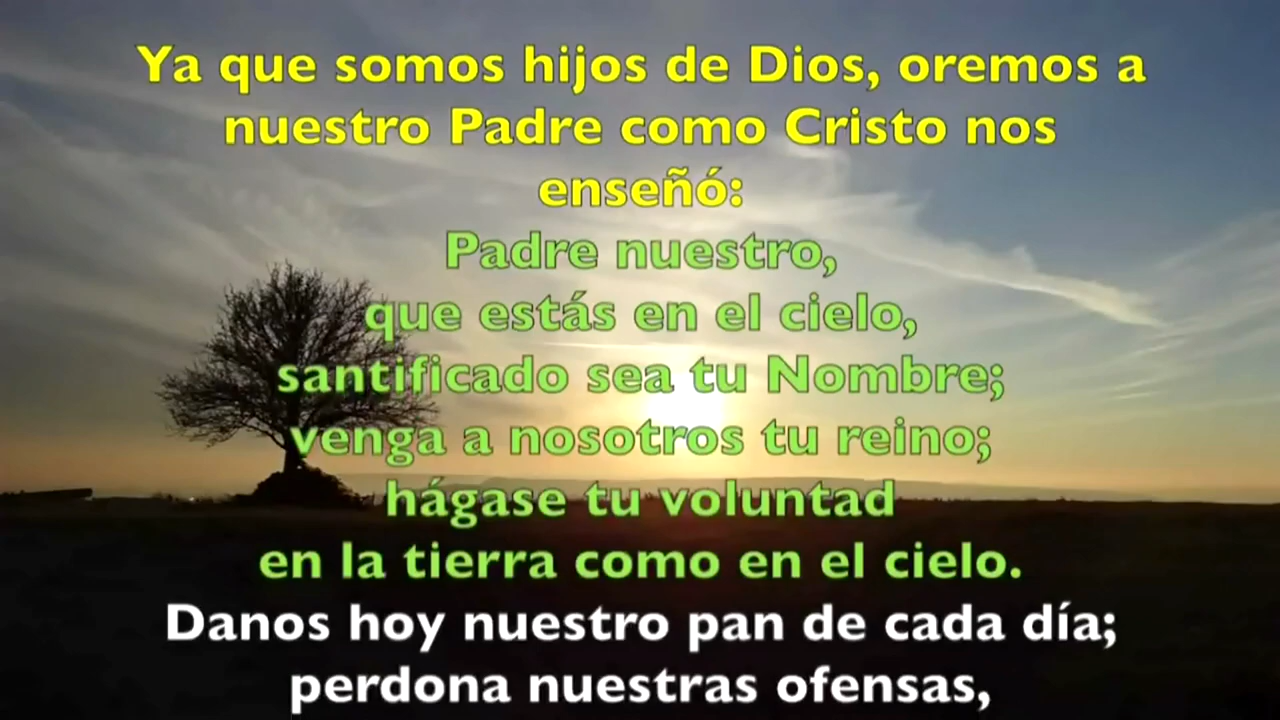 Ya que somos hijos de Dios, oremos a
nuestro Padre como Cristo nos
enseñó:
Padre nuestro,
que estás en el cielo,
santificado sea tu Nombre;
venga a nosotros tu reino;
hágase tu voluntad
en la tierra como en el cielo.
Danos hoy nuestro pan de cada día;
perdona nuestras ofensas,